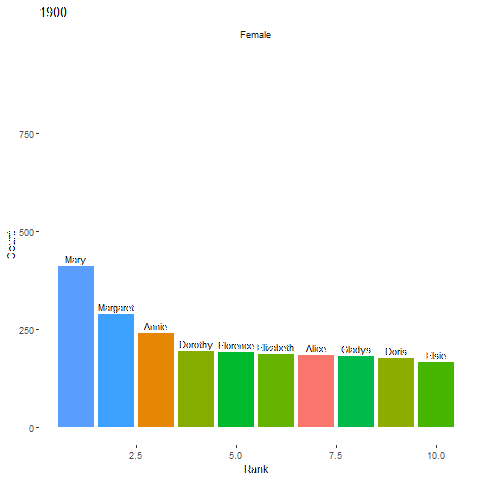 1900
Female
750
500
250
0
Count
Mary
Margaret
Annie
Dorothy
Florence
Elizabeth
Alice
Gladys
Doris
Elsie
2.5
5.0
7.5
10.0
Rank